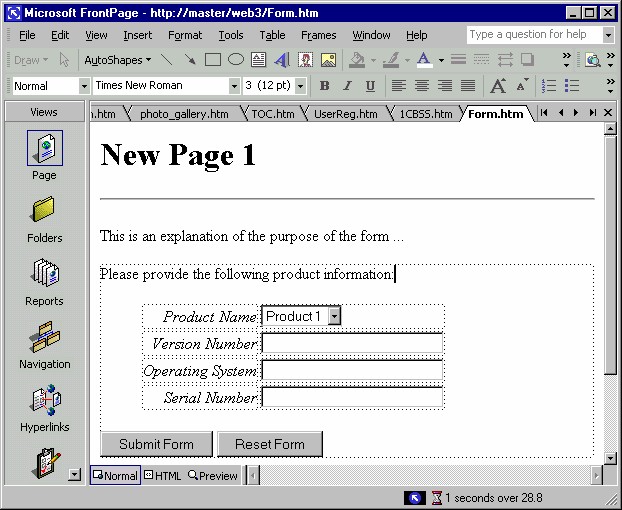 Microsoft FrontPage - http://master/web3/Form.htm
File Edit View Insert Format Tools Table Frames Window Help Type a question for help
Draw AutoShapes A
Normal Times New Roman 3 (12 pt) B I U A A
Views n.htm photo_gallery.htm TOC.htm UserReg.htm 1CBSS.htm Form.htm
Page
Folders
Reports
Navigation
Hyperlinks
New Page 1
This is an explanation of the purpose of the form ...
Please provide the following product information:
Product Name Product 1
Version Number
Operating System
Serial Number
Submit Form Reset Form
Normal HTML Preview
1 seconds over 28.8